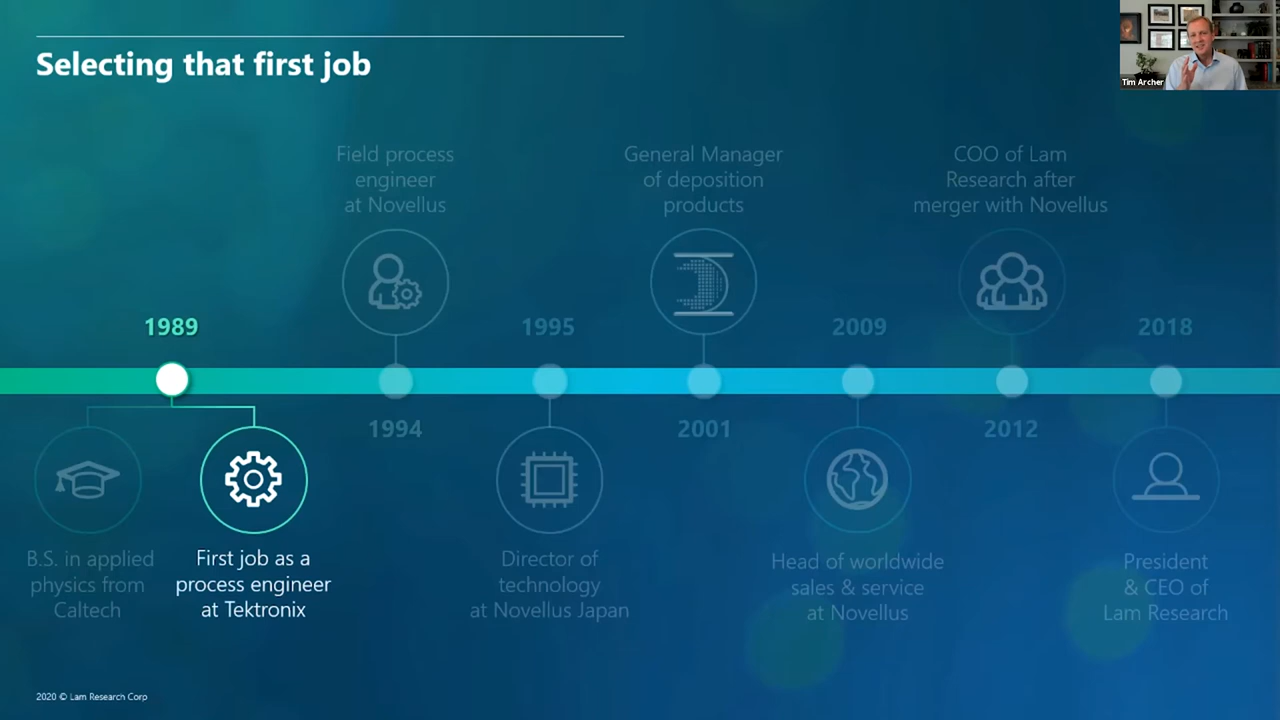 Selecting that first job
Tim Archer
Field process
engineer
at Novellus
General Manager
of deposition
products
COO of Lam
Research after
merger with Novellus
1989
1995
2009
2018
1994
2001
2012
B.S. in applied
physics from
Caltech
First job as a
process engineer
at Tektronix
Director of
technology
at Novellus Japan
Head of worldwide
sales & service
at Novellus
President
& CEO of
Lam Research
2020 © Lam Research Corp